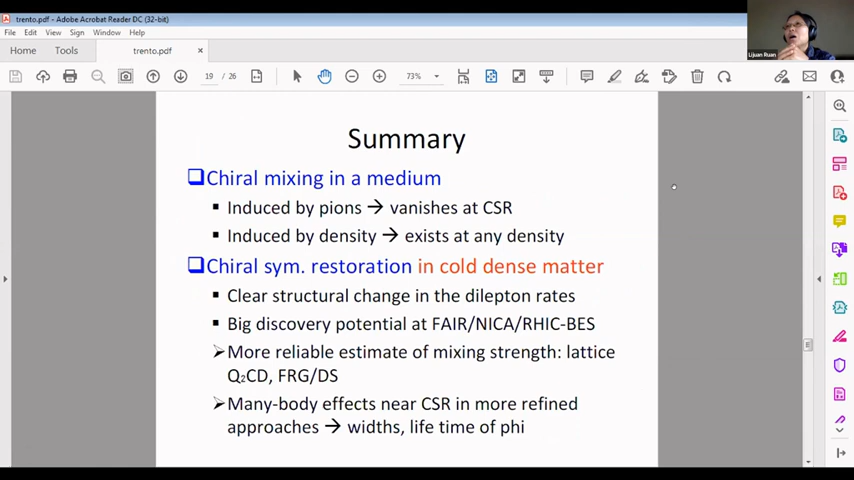 trento.pdf - Adobe Acrobat Reader DC (32-bit)
File Edit View Sign Window Help
Home Tools trento.pdf ×
19 / 26 73%
Lijuan Ruan
Summary
Chiral mixing in a medium
▪ Induced by pions → vanishes at CSR
▪ Induced by density → exists at any density
Chiral sym. restoration in cold dense matter
▪ Clear structural change in the dilepton rates
▪ Big discovery potential at FAIR/NICA/RHIC-BES
➢More reliable estimate of mixing strength: lattice
Q₂CD, FRG/DS
➢Many-body effects near CSR in more refined
approaches → widths, life time of phi